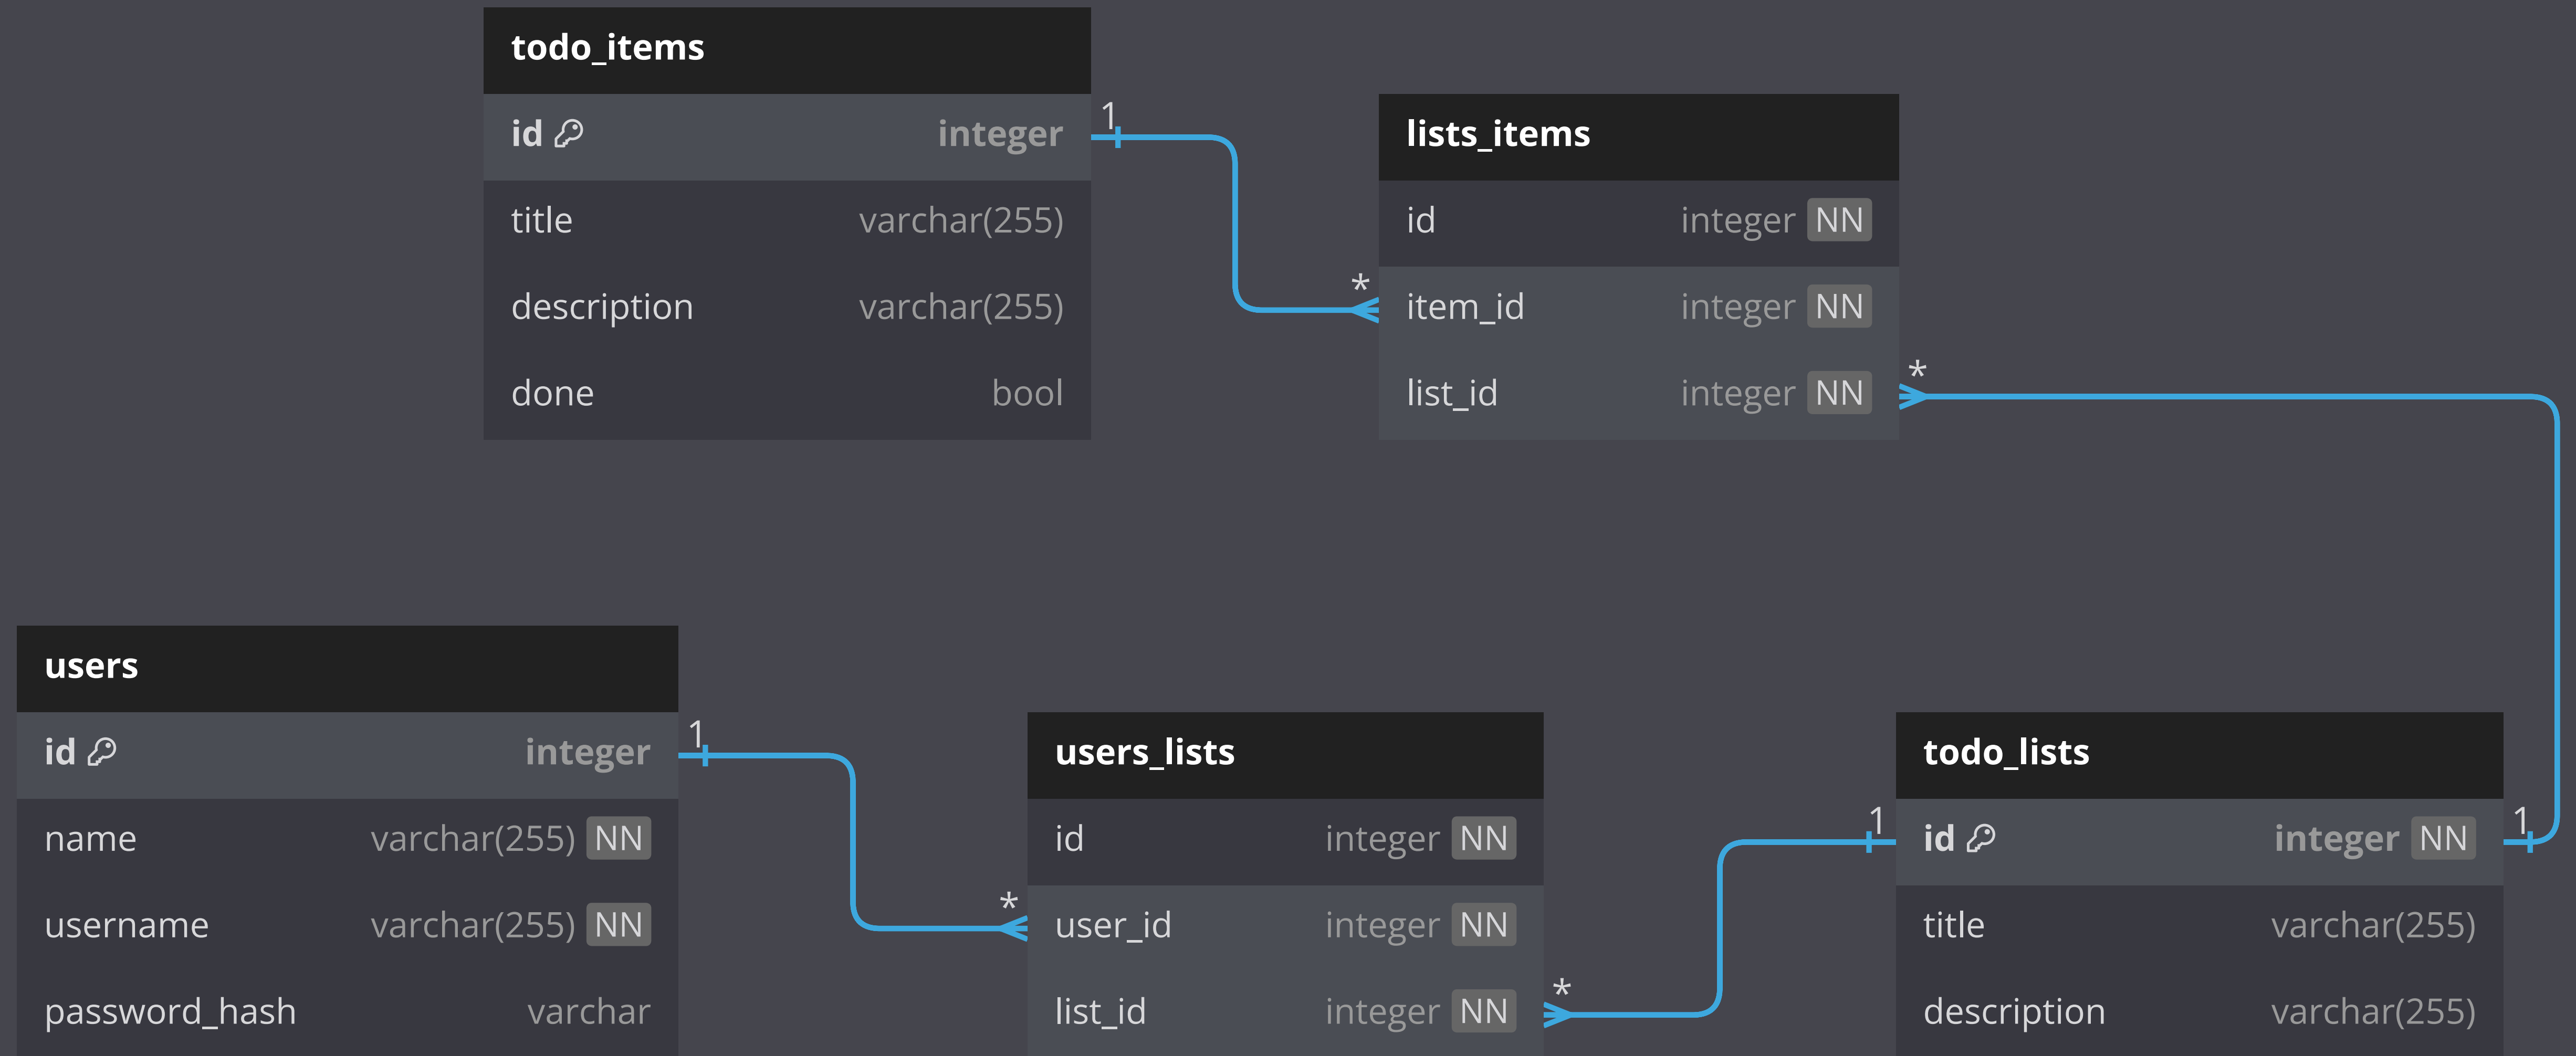 todo_items
id integer
title varchar(255)
description varchar(255)
done bool
1
*
lists_items
id integer NN
item_id integer NN
list_id integer NN
*
users
id integer
name varchar(255) NN
username varchar(255) NN
password_hash varchar
1
*
users_lists
id integer NN
user_id integer NN
list_id integer NN
*
1
todo_lists
id integer NN
title varchar(255)
description varchar(255)
1